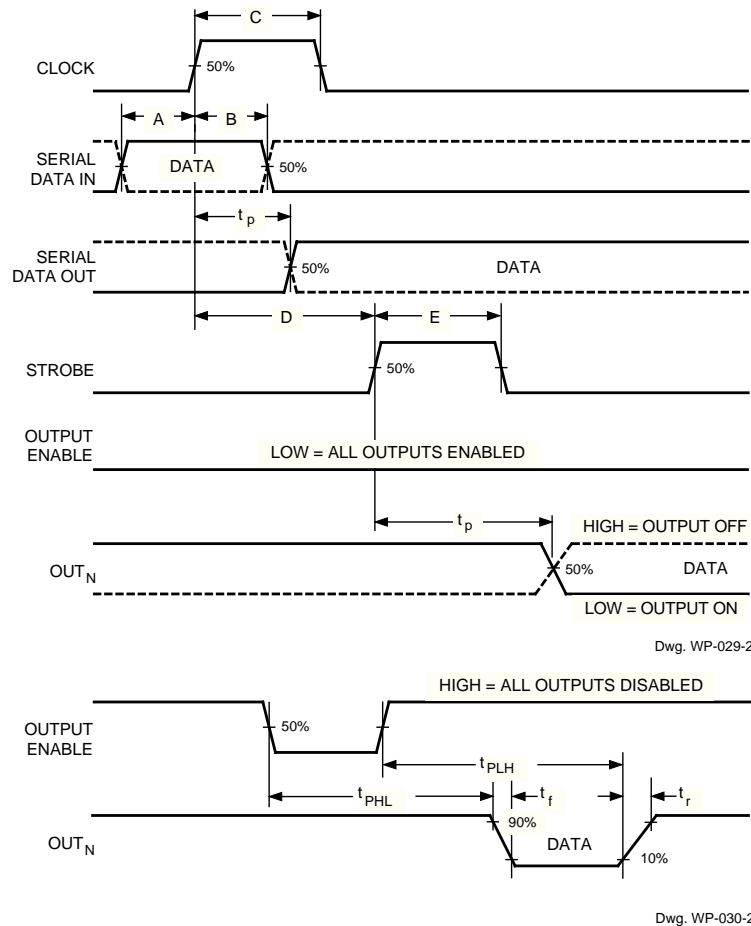 C
CLOCK
50%
A
B
SERIAL
DATA IN
DATA
50%
t p
SERIAL
DATA OUT
50%
DATA
D
E
STROBE
50%
OUTPUT
ENABLE
LOW = ALL OUTPUTS ENABLED
t p
HIGH = OUTPUT OFF
OUT N
50%
DATA
LOW = OUTPUT ON
Dwg. WP-029-2
HIGH = ALL OUTPUTS DISABLED
OUTPUT
ENABLE
50%
t PLH
t PHL
t f
t r
OUT N
90%
DATA
10%
Dwg. WP-030-2